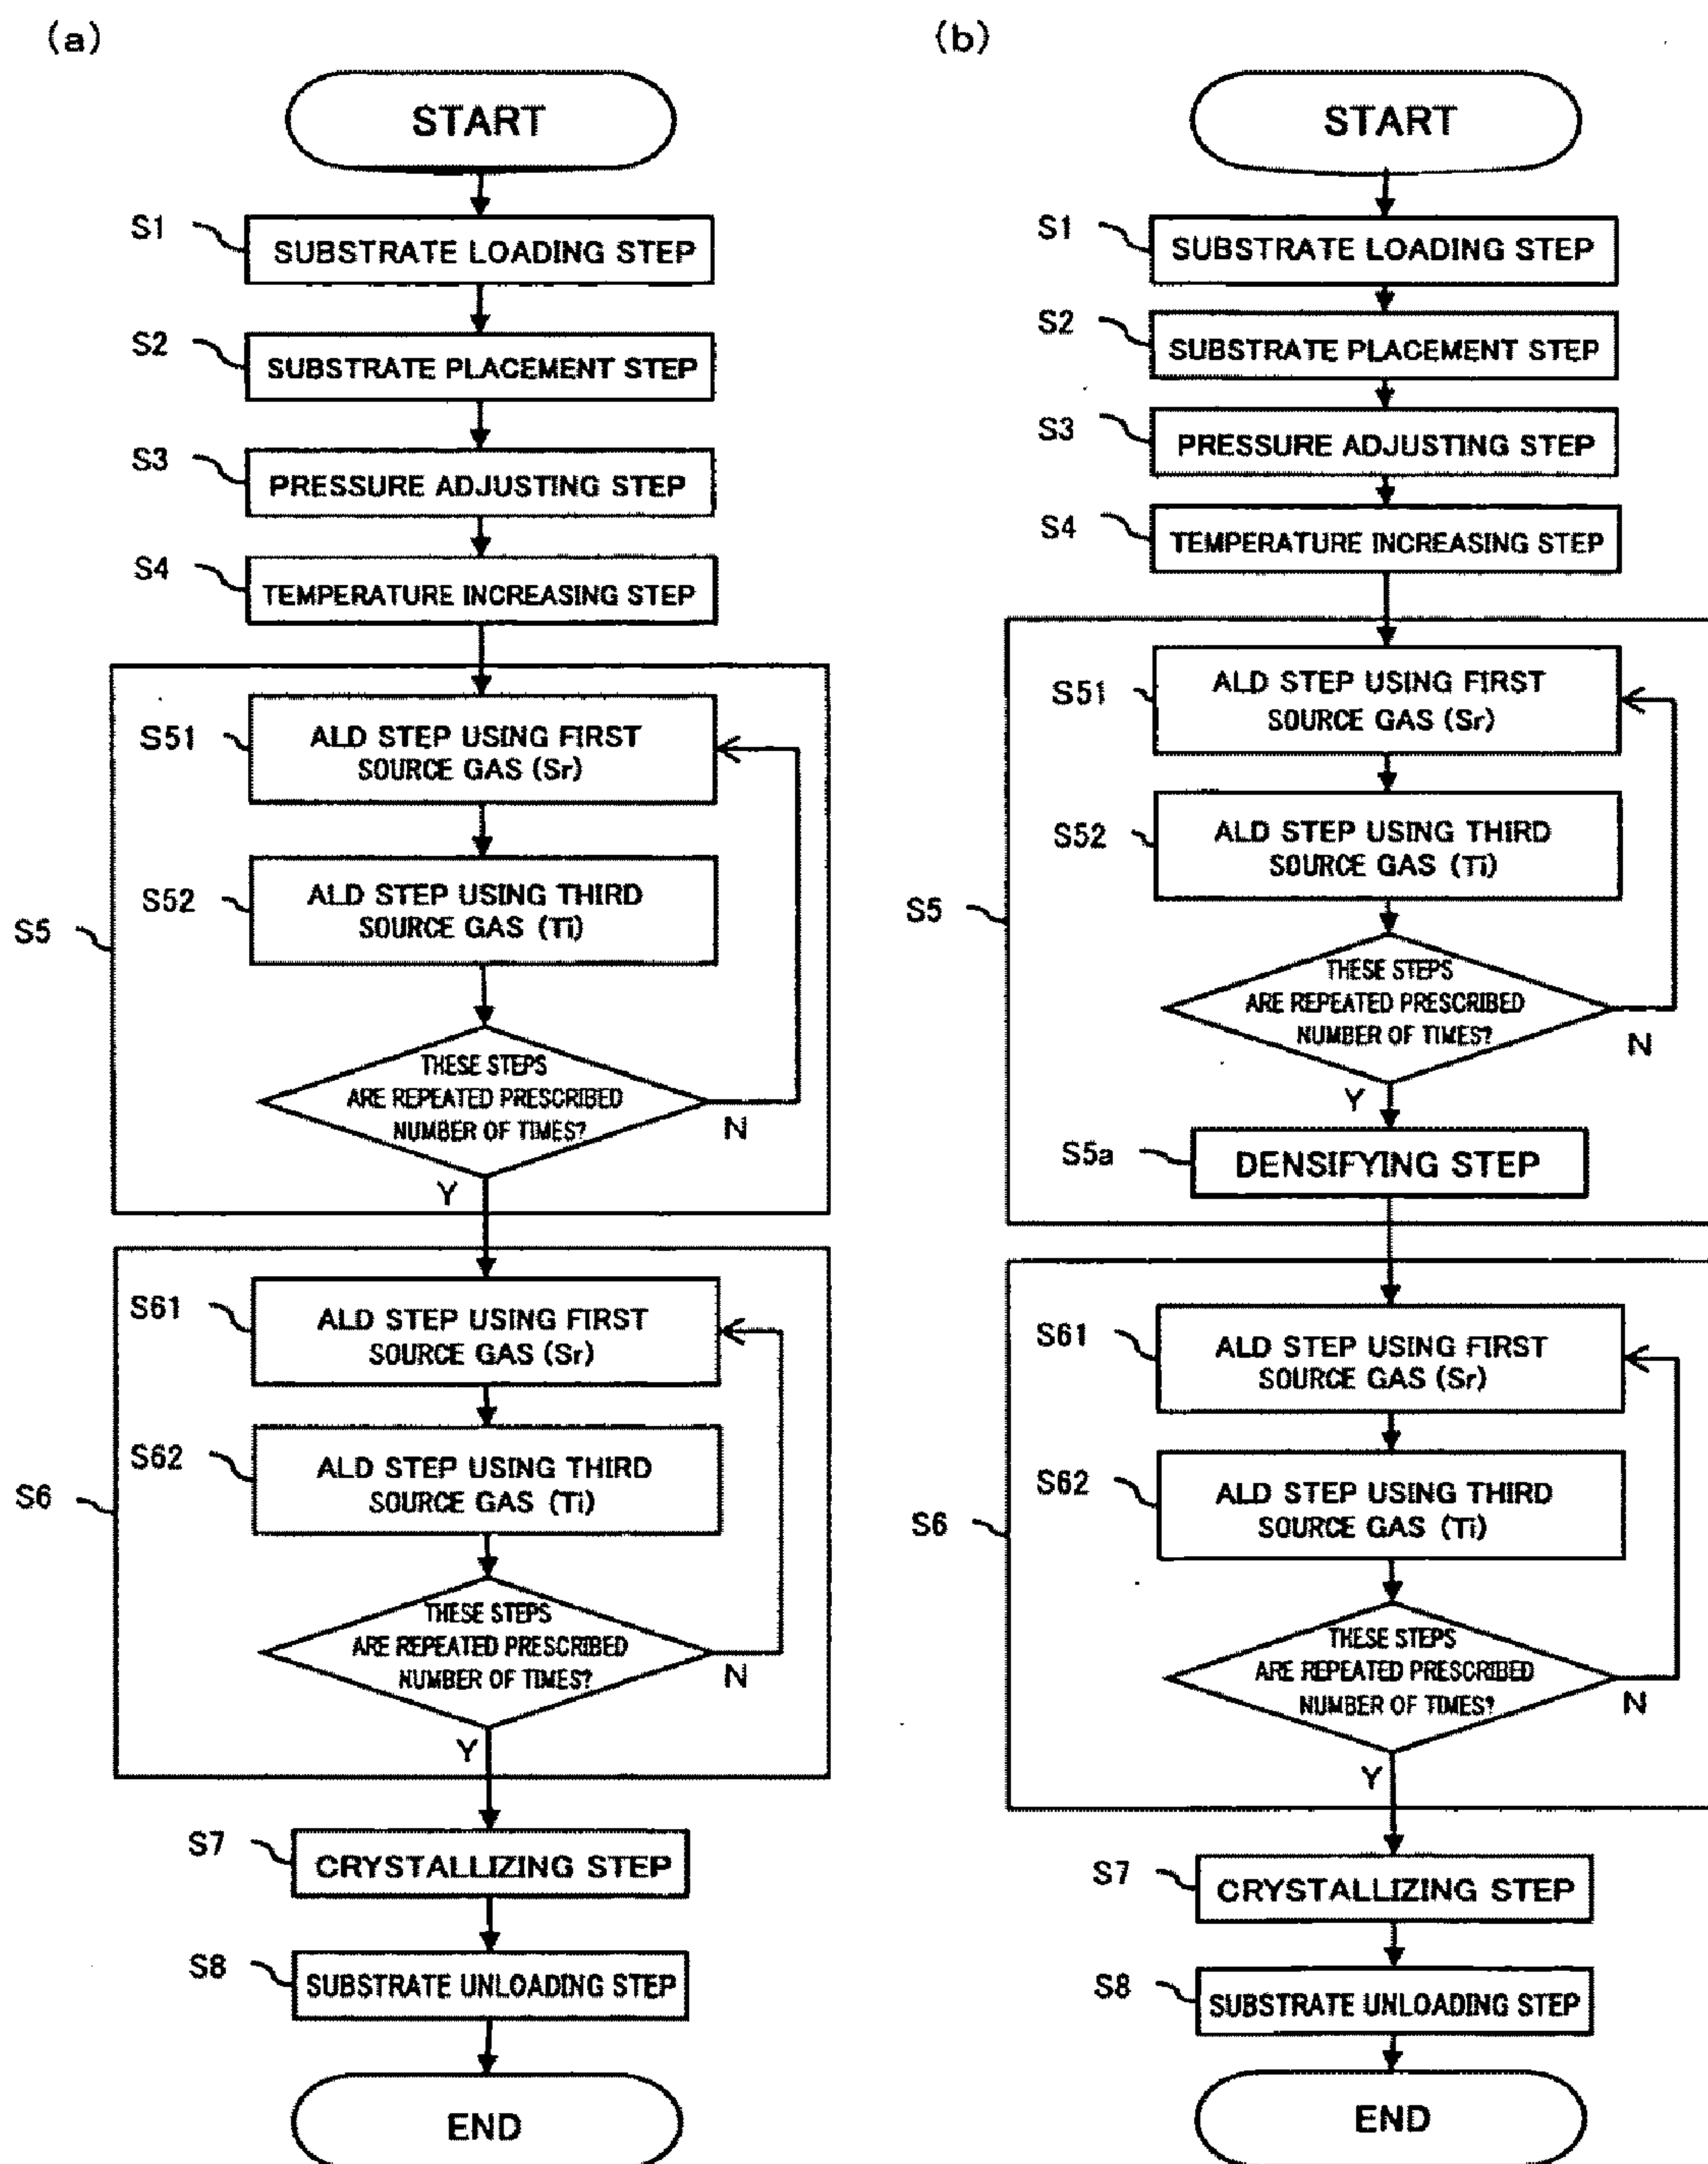 (a)
START
S1
SUBSTRATE LOADING STEP
S2
SUBSTRATE PLACEMENT STEP
S3
PRESSURE ADJUSTING STEP
S4
TEMPERATURE INCREASING STEP
S5
S51
ALD STEP USING FIRST
SOURCE GAS (Sr)
S52
ALD STEP USING THIRD
SOURCE GAS (Ti)
THESE STEPS
ARE REPEATED PRESCRIBED
NUMBER OF TIMES?
N
Y
S6
S61
ALD STEP USING FIRST
SOURCE GAS (Sr)
S62
ALD STEP USING THIRD
SOURCE GAS (Ti)
THESE STEPS
ARE REPEATED PRESCRIBED
NUMBER OF TIMES?
N
Y
S7
CRYSTALLIZING STEP
S8
SUBSTRATE UNLOADING STEP
END
(b)
START
S1
SUBSTRATE LOADING STEP
S2
SUBSTRATE PLACEMENT STEP
S3
PRESSURE ADJUSTING STEP
S4
TEMPERATURE INCREASING STEP
S5
S51
ALD STEP USING FIRST
SOURCE GAS (Sr)
S52
ALD STEP USING THIRD
SOURCE GAS (Ti)
THESE STEPS
ARE REPEATED PRESCRIBED
NUMBER OF TIMES?
N
Y
S5a
DENSIFYING STEP
S6
S61
ALD STEP USING FIRST
SOURCE GAS (Sr)
S62
ALD STEP USING THIRD
SOURCE GAS (Ti)
THESE STEPS
ARE REPEATED PRESCRIBED
NUMBER OF TIMES?
N
Y
S7
CRYSTALLIZING STEP
S8
SUBSTRATE UNLOADING STEP
END